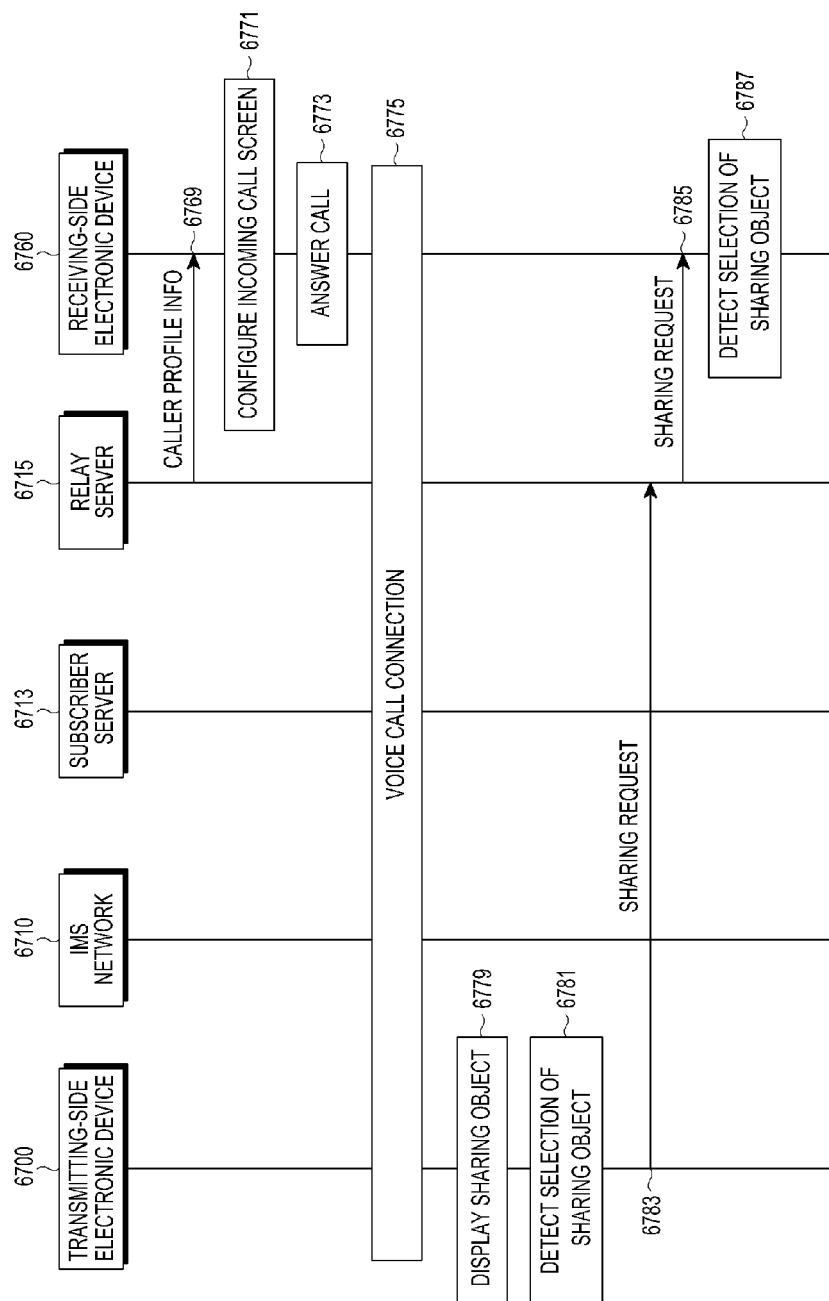 6700
TRANSMITTING-SIDE
ELECTRONIC DEVICE
6710
IMS
NETWORK
6713
SUBSCRIBER
SERVER
6715
RELAY
SERVER
6760
RECEIVING-SIDE
ELECTRONIC DEVICE
CALLER PROFILE INFO
6769
CONFIGURE INCOMING CALL SCREEN
6771
ANSWER CALL
6773
VOICE CALL CONNECTION
6775
DISPLAY SHARING OBJECT
6779
DETECT SELECTION OF
SHARING OBJECT
6781
6783
SHARING REQUEST
SHARING REQUEST
6785
DETECT SELECTION OF
SHARING OBJECT
6787